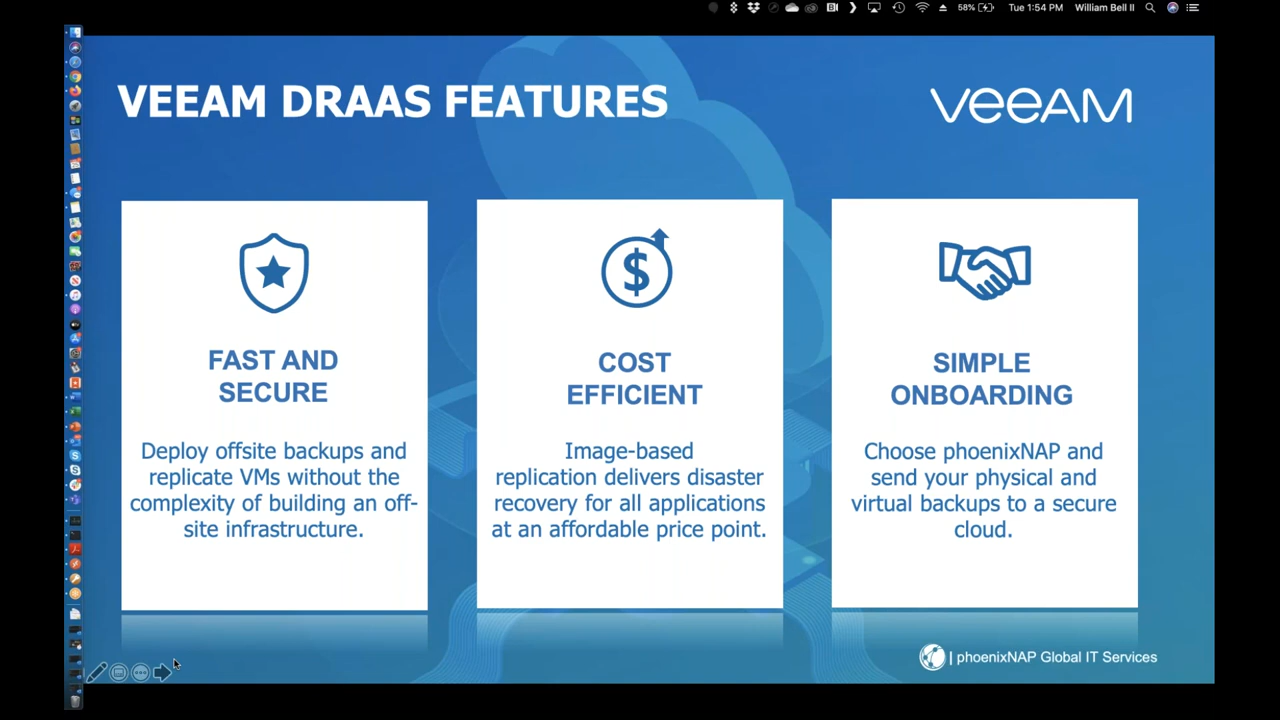 58% Tue 1:54 PM William Bell II
VEEAM DRAAS FEATURES
veeAM
FAST AND
SECURE
Deploy offsite backups and
replicate VMs without the
complexity of building an off-
site infrastructure.
$
COST
EFFICIENT
Image-based
replication delivers disaster
recovery for all applications
at an affordable price point.
SIMPLE
ONBOARDING
Choose phoenixNAP and
send your physical and
virtual backups to a secure
cloud.
| phoenixNAP Global IT Services